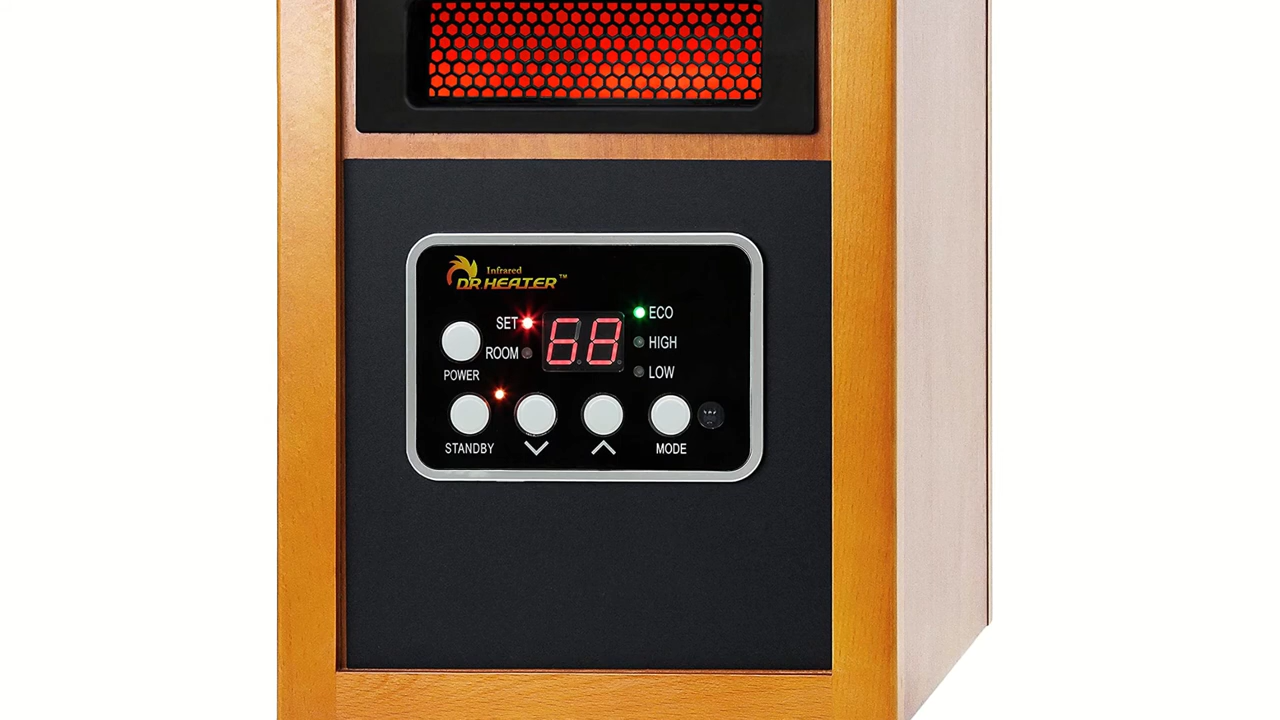 Infrared
DR. HEATER™
SET
68
ECO
ROOM
HIGH
POWER
LOW
STANDBY
MODE